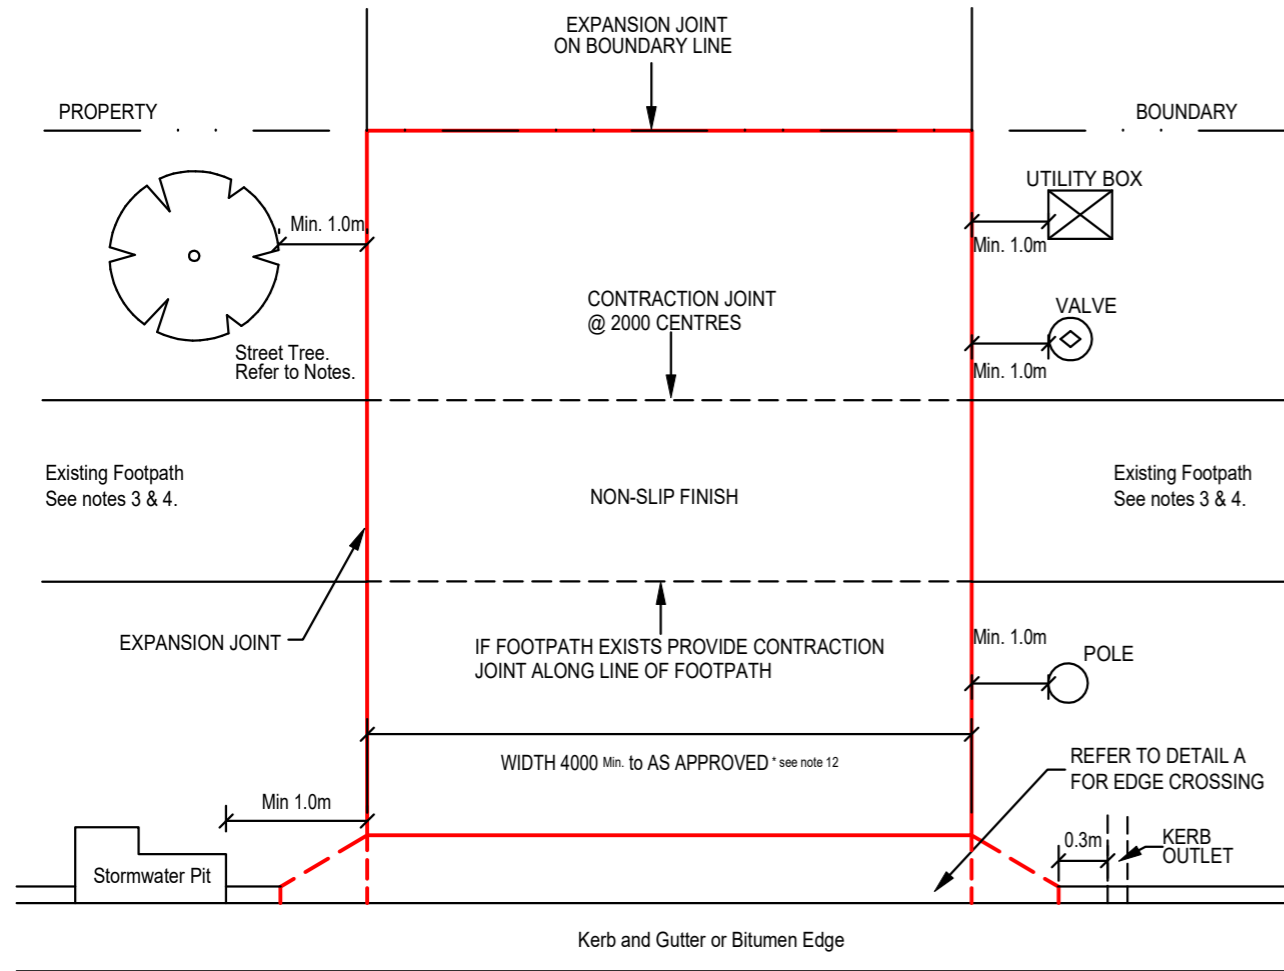 EXPANSION JOINT
ON BOUNDARY LINE
PROPERTY
BOUNDARY
UTILITY BOX
Min. 1.0m
Min. 1.0m
CONTRACTION JOINT
@ 2000 CENTRES
VALVE
Street Tree.
Refer to Notes.
Min. 1.0m
Existing Footpath
See notes 3 & 4.
NON-SLIP FINISH
Existing Footpath
See notes 3 & 4.
EXPANSION JOINT
IF FOOTPATH EXISTS PROVIDE CONTRACTION
JOINT ALONG LINE OF FOOTPATH
Min. 1.0m
POLE
WIDTH 4000 Min. to AS APPROVED * see note 12
REFER TO DETAIL A
FOR EDGE CROSSING
Min 1.0m
0.3m
KERB
OUTLET
Stormwater Pit
Kerb and Gutter or Bitumen Edge